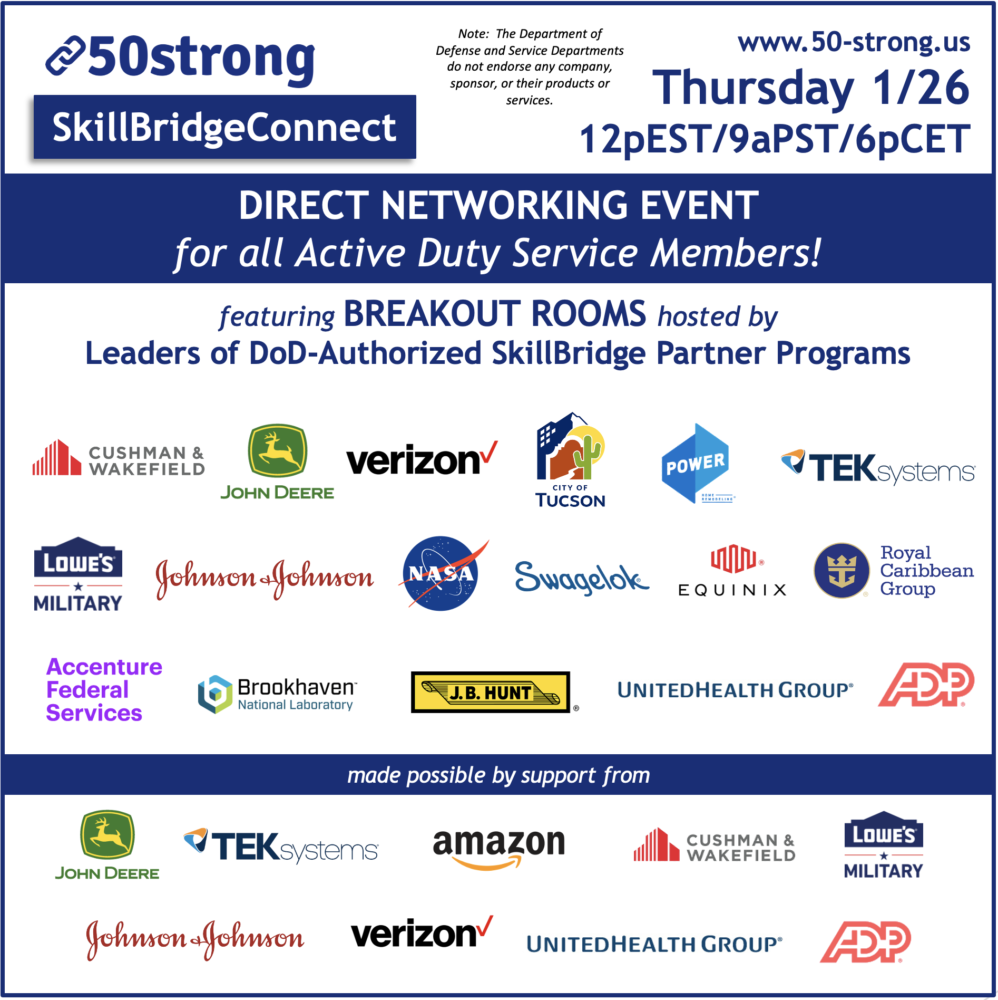 50strong
SkillBridgeConnect
Note: The Department of
Defense and Service Departments
do not endorse any company,
sponsor, or their products or
services.
www.50-strong.us
Thursday 1/26
12pEST/9aPST/6pCET
DIRECT NETWORKING EVENT
for all Active Duty Service Members!
featuring BREAKOUT ROOMS hosted by
Leaders of DoD-Authorized SkillBridge Partner Programs
CUSHMAN &
WAKEFIELD
JOHN DEERE
verizon✓
CITY OF
TUCSON
POWER
HOME
REMODELING®
TEKsystems®
LOWE'S®
MILITARY
Johnson & Johnson
NASA
Swagelok®
®
EQUINIX
Royal
Caribbean
Group
®
Accenture
Federal
Services
Brookhaven™
National Laboratory
J.B. HUNT
®
UNITEDHEALTH GROUP®
ADP®
made possible by support from
JOHN DEERE
TEKsystems®
amazon
CUSHMAN &
WAKEFIELD
LOWE'S®
MILITARY
Johnson & Johnson
verizon✓
UNITEDHEALTH GROUP®
ADP®